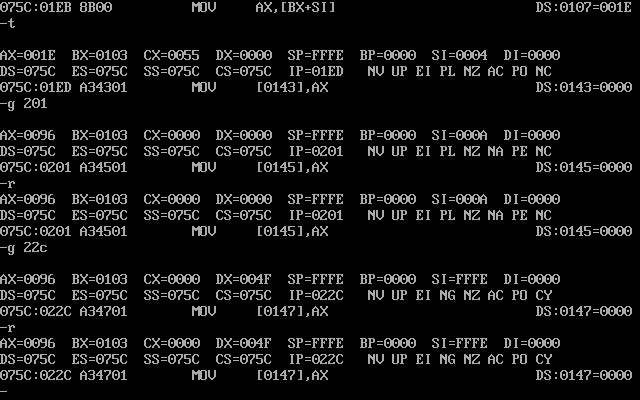 075C:01EB 8B00 MOV AX,[BX+SI] DS:0107=001E
-t
AX=001E BX=0103 CX=0055 DX=0000 SP=FFFE BP=0000 SI=0004 DI=0000
DS=075C ES=075C SS=075C CS=075C IP=01ED NV UP EI PL NZ AC PO NC
075C:01ED A34301 MOV [0143],AX DS:0143=0000
-g 201
AX=0096 BX=0103 CX=0000 DX=0000 SP=FFFE BP=0000 SI=000A DI=0000
DS=075C ES=075C SS=075C CS=075C IP=0201 NV UP EI PL NZ NA PE NC
075C:0201 A34501 MOV [0145],AX DS:0145=0000
-r
AX=0096 BX=0103 CX=0000 DX=0000 SP=FFFE BP=0000 SI=000A DI=0000
DS=075C ES=075C SS=075C CS=075C IP=0201 NV UP EI PL NZ NA PE NC
075C:0201 A34501 MOV [0145],AX DS:0145=0000
-g 22c
AX=0096 BX=0103 CX=0000 DX=004F SP=FFFE BP=0000 SI=FFFE DI=0000
DS=075C ES=075C SS=075C CS=075C IP=022C NV UP EI NG NZ AC PO CY
075C:022C A34701 MOV [0147],AX DS:0147=0000
-r
AX=0096 BX=0103 CX=0000 DX=004F SP=FFFE BP=0000 SI=FFFE DI=0000
DS=075C ES=075C SS=075C CS=075C IP=022C NV UP EI NG NZ AC PO CY
075C:022C A34701 MOV [0147],AX DS:0147=0000
-